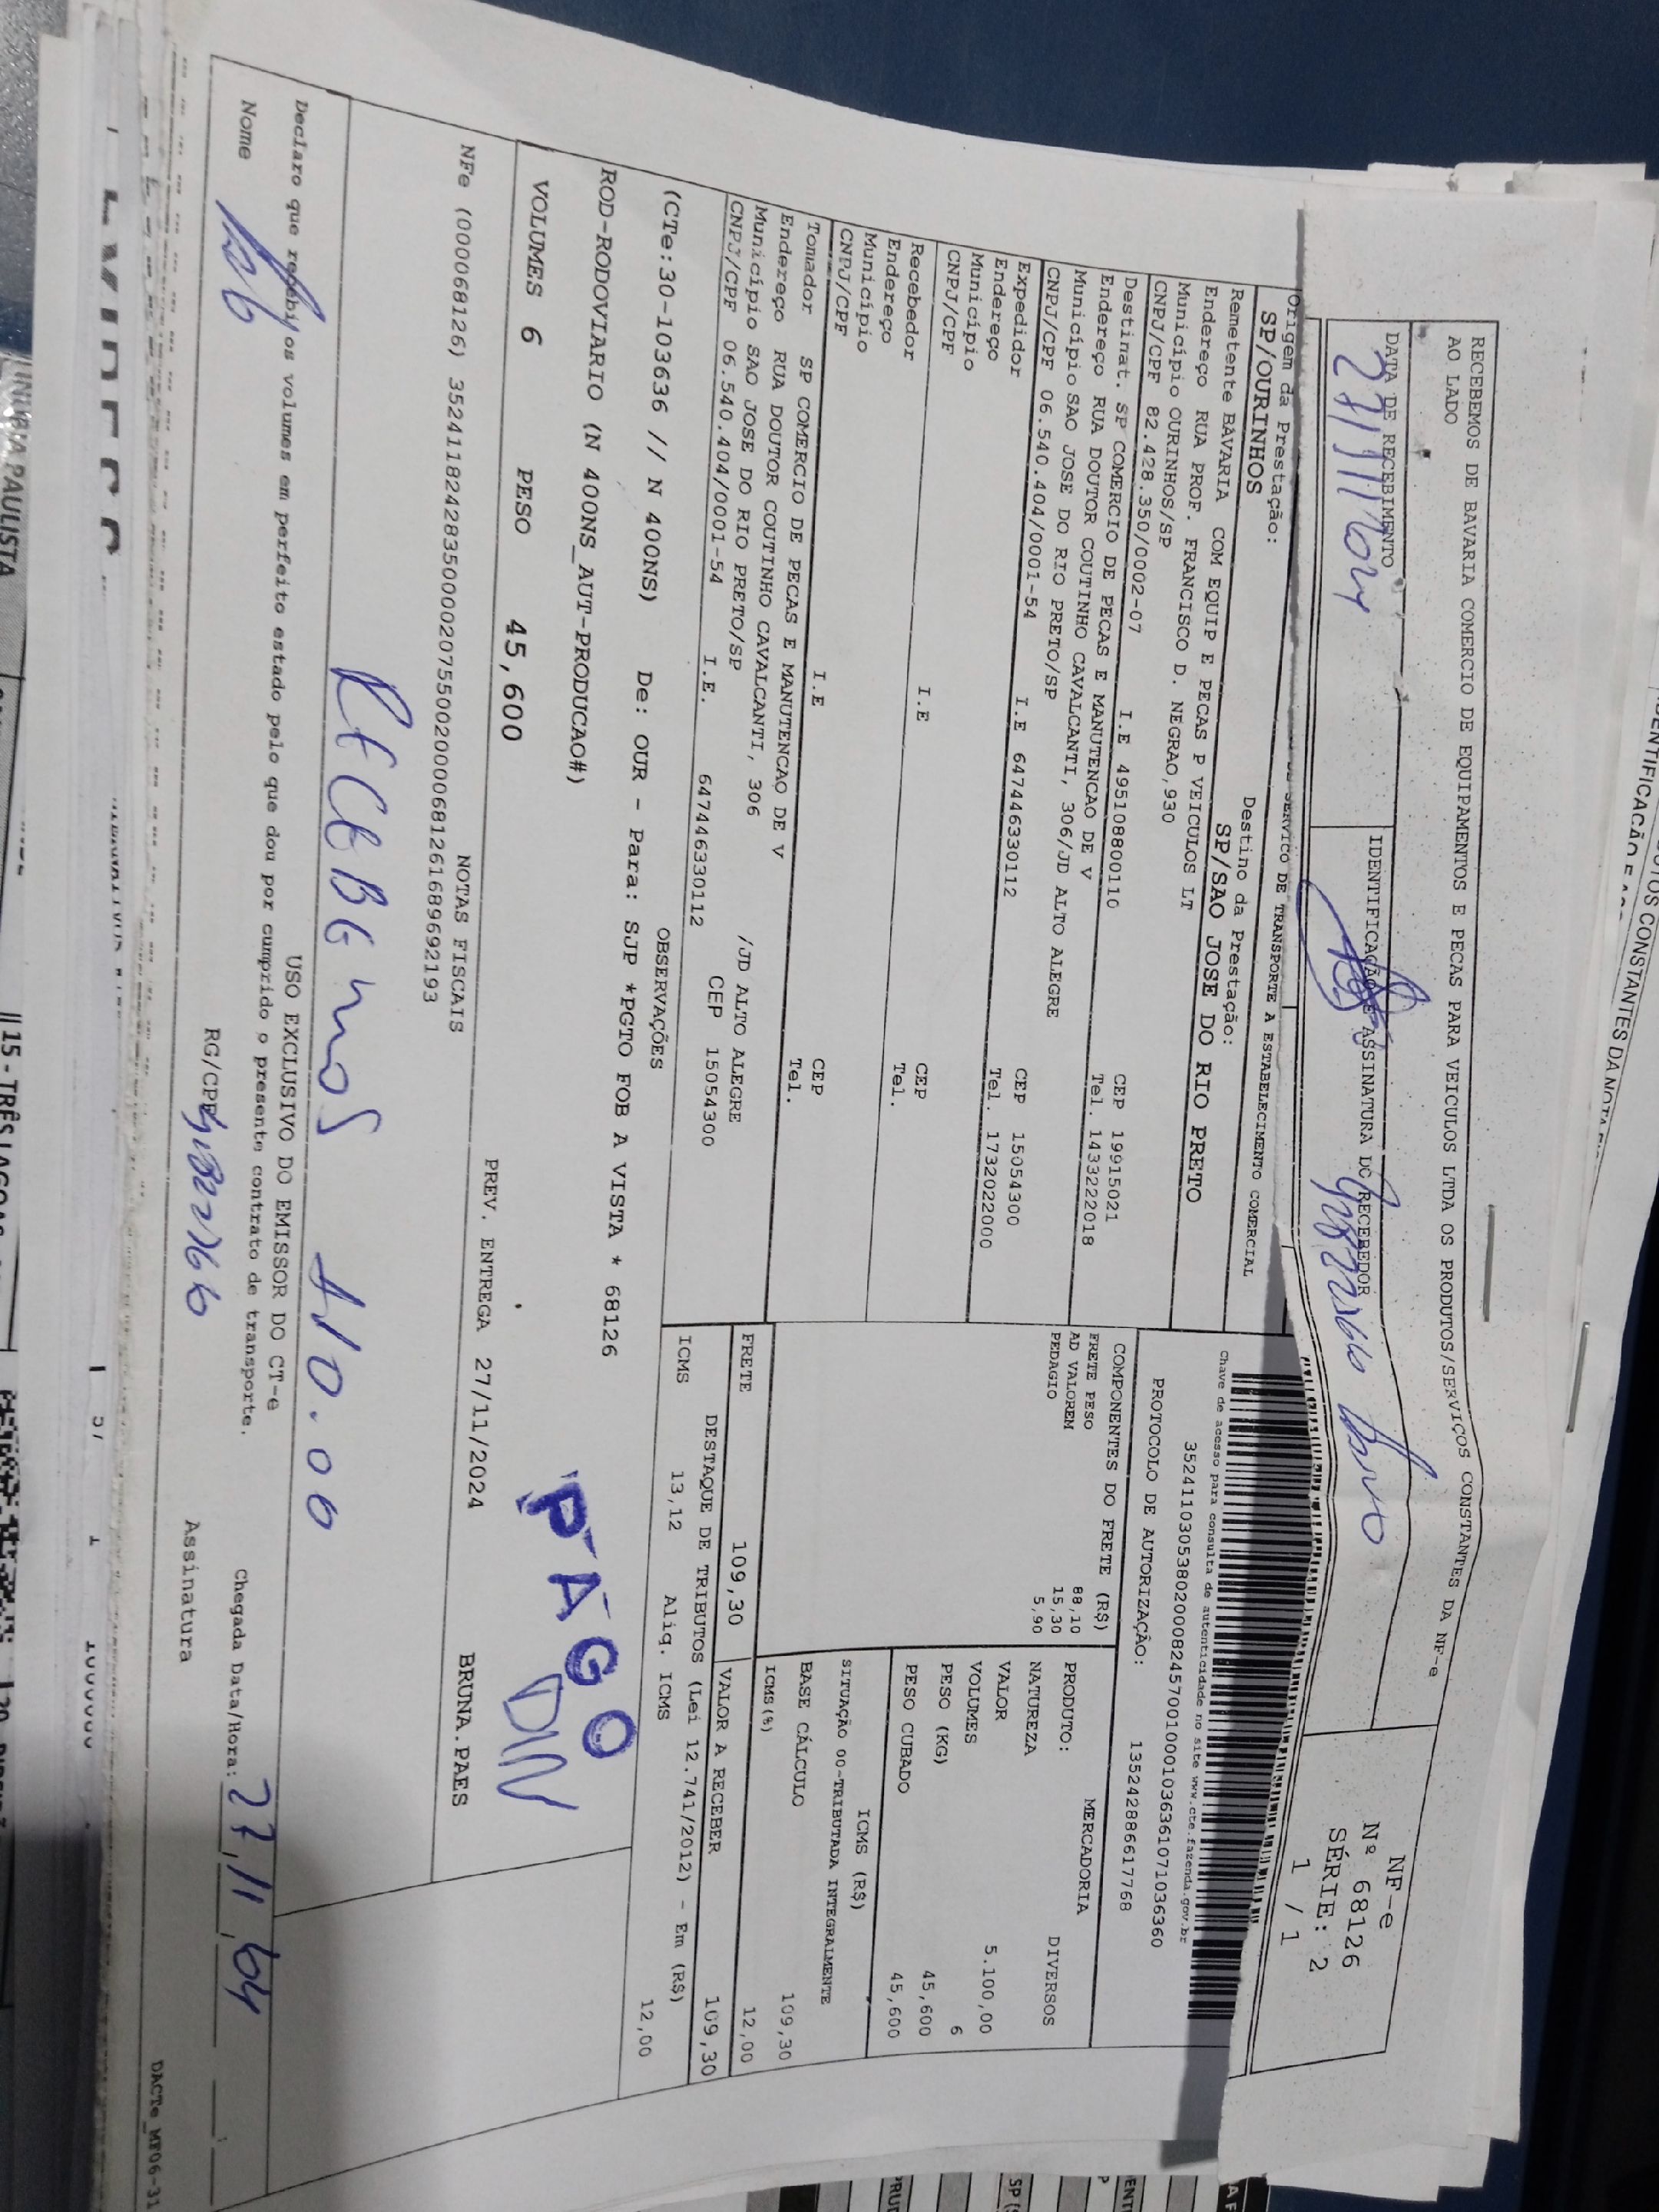 RECEBEMOS DE BAVARIA COMERCIO DE EQUIPAMENTOS E PECAS PARA VEICULOS LTDA OS PRODUTOS/SERVIÇOS CONSTANTES DA NF-e
AO LADO
DATA DE RECEBIMENTO
IDENTIFICAÇÃO E ASSINATURA DO RECEBEDOR
NF-e
Nº 68126
SÉRIE: 2
1 / 1
SERVIÇO DE TRANSPORTE A ESTABELECIMENTO COMERCIAL
Origem da Prestação:
SP/OURINHOS
Destino da Prestação:
SP/SAO JOSE DO RIO PRETO
Remetente BAVARIA COM EQUIP E PECAS P VEICULOS LT
Endereço RUA PROF. FRANCISCO D. NEGRAO,930
Município OURINHOS/SP
CEP 19915021
CNPJ/CPF 82.428.350/0002-07 I.E 495108800110 Tel. 1433222018
Destinat. SP COMERCIO DE PECAS E MANUTENCAO DE V
Endereço RUA DOUTOR COUTINHO CAVALCANTI, 306/JD ALTO ALEGRE
Município SAO JOSE DO RIO PRETO/SP CEP 15054300
CNPJ/CPF 06.540.404/0001-54 I.E 647446330112 Tel. 1732022000
Expedidor
Endereço
Município CEP
CNPJ/CPF I.E Tel.
Recebedor
Endereço
Município CEP
CNPJ/CPF I.E Tel.
Tomador SP COMERCIO DE PECAS E MANUTENCAO DE V
Endereço RUA DOUTOR COUTINHO CAVALCANTI, 306 /JD ALTO ALEGRE
Município SAO JOSE DO RIO PRETO/SP CEP 15054300
CNPJ/CPF 06.540.404/0001-54 I.E. 647446330112
Chave de acesso para consulta de autenticidade no site www.cte.fazenda.gov.br
35241103053802000824570010001036361071036360
PROTOCOLO DE AUTORIZAÇÃO: 135242886617768
COMPONENTES DO FRETE (R$)
FRETE PESO 88,10
AD VALOREM 15,30
PEDAGIO 5,90
MERCADORIA
PRODUTO: DIVERSOS
NATUREZA
VALOR 5.100,00
VOLUMES 6
PESO (KG) 45,600
PESO CUBADO 45,600
ICMS (R$)
SITUAÇÃO 00-TRIBUTADA INTEGRALMENTE
BASE CÁLCULO 109,30
ICMS(%) 12,00
FRETE 109,30 VALOR A RECEBER 109,30
DESTAQUE DE TRIBUTOS (Lei 12.741/2012) - Em (R$)
ICMS 13,12 Aliq. ICMS 12,00
OBSERVAÇÕES
(CTe:30-103636 // N 400NS) De: OUR - Para: SJP *PGTO FOB A VISTA * 68126
ROD-RODOVIARIO (N 400NS_AUT-PRODUCAO#)
PAGO
DIN
VOLUMES 6 PESO 45,600 PREV. ENTREGA 27/11/2024 BRUNA.PAES
NOTAS FISCAIS
NFe (000068126) 35241182428350000207550020000681261689692193
RECEBEMOS 110.00
USO EXCLUSIVO DO EMISSOR DO CT-e
Declaro que recebi os volumes em perfeito estado pelo que dou por cumprido o presente contrato de transporte.
Chegada Data/Hora: 27/11/24
Nome
RG/CPF
Assinatura
DACTe_MF06-31
UNIÃO PAULISTA
15 - TRÊS LAGOAS